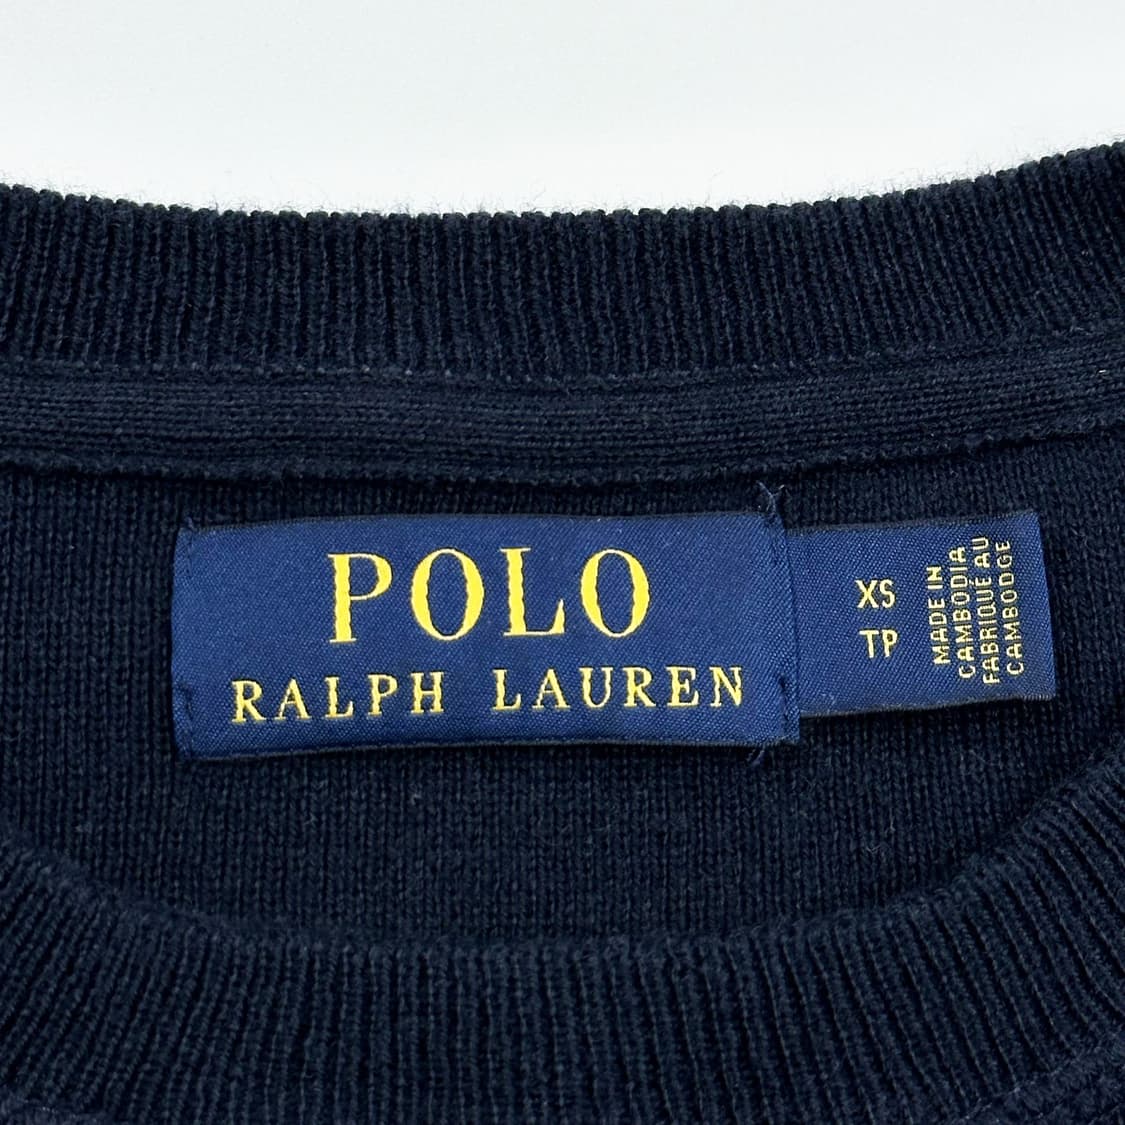 POLO
RALPH LAUREN
XS
TP
MADE IN
CAMBODIA
FABRIQUÉ AU
CAMBODGE